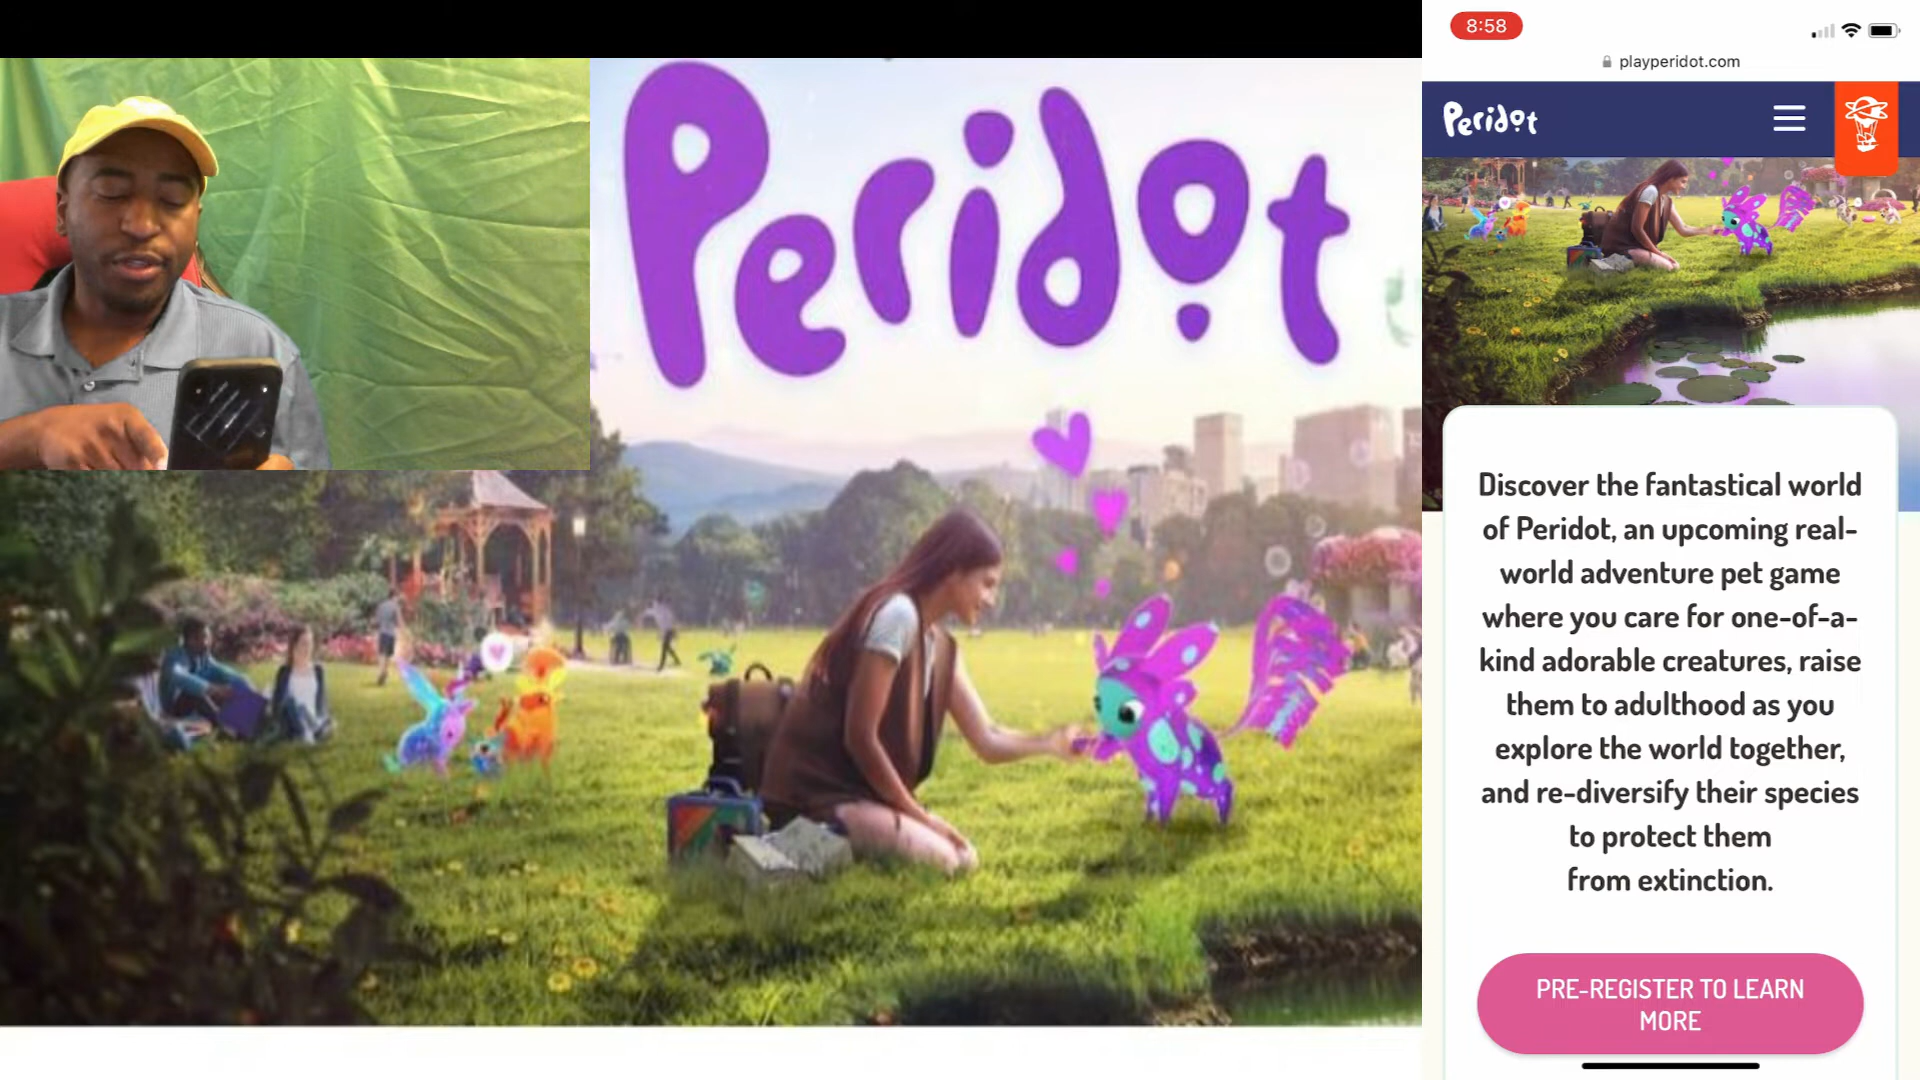 Peridot
8:58
playperidot.com
Peridot
Discover the fantastical world
of Peridot, an upcoming real-
world adventure pet game
where you care for one-of-a-
kind adorable creatures, raise
them to adulthood as you
explore the world together,
and re-diversify their species
to protect them
from extinction.
PRE-REGISTER TO LEARN
MORE